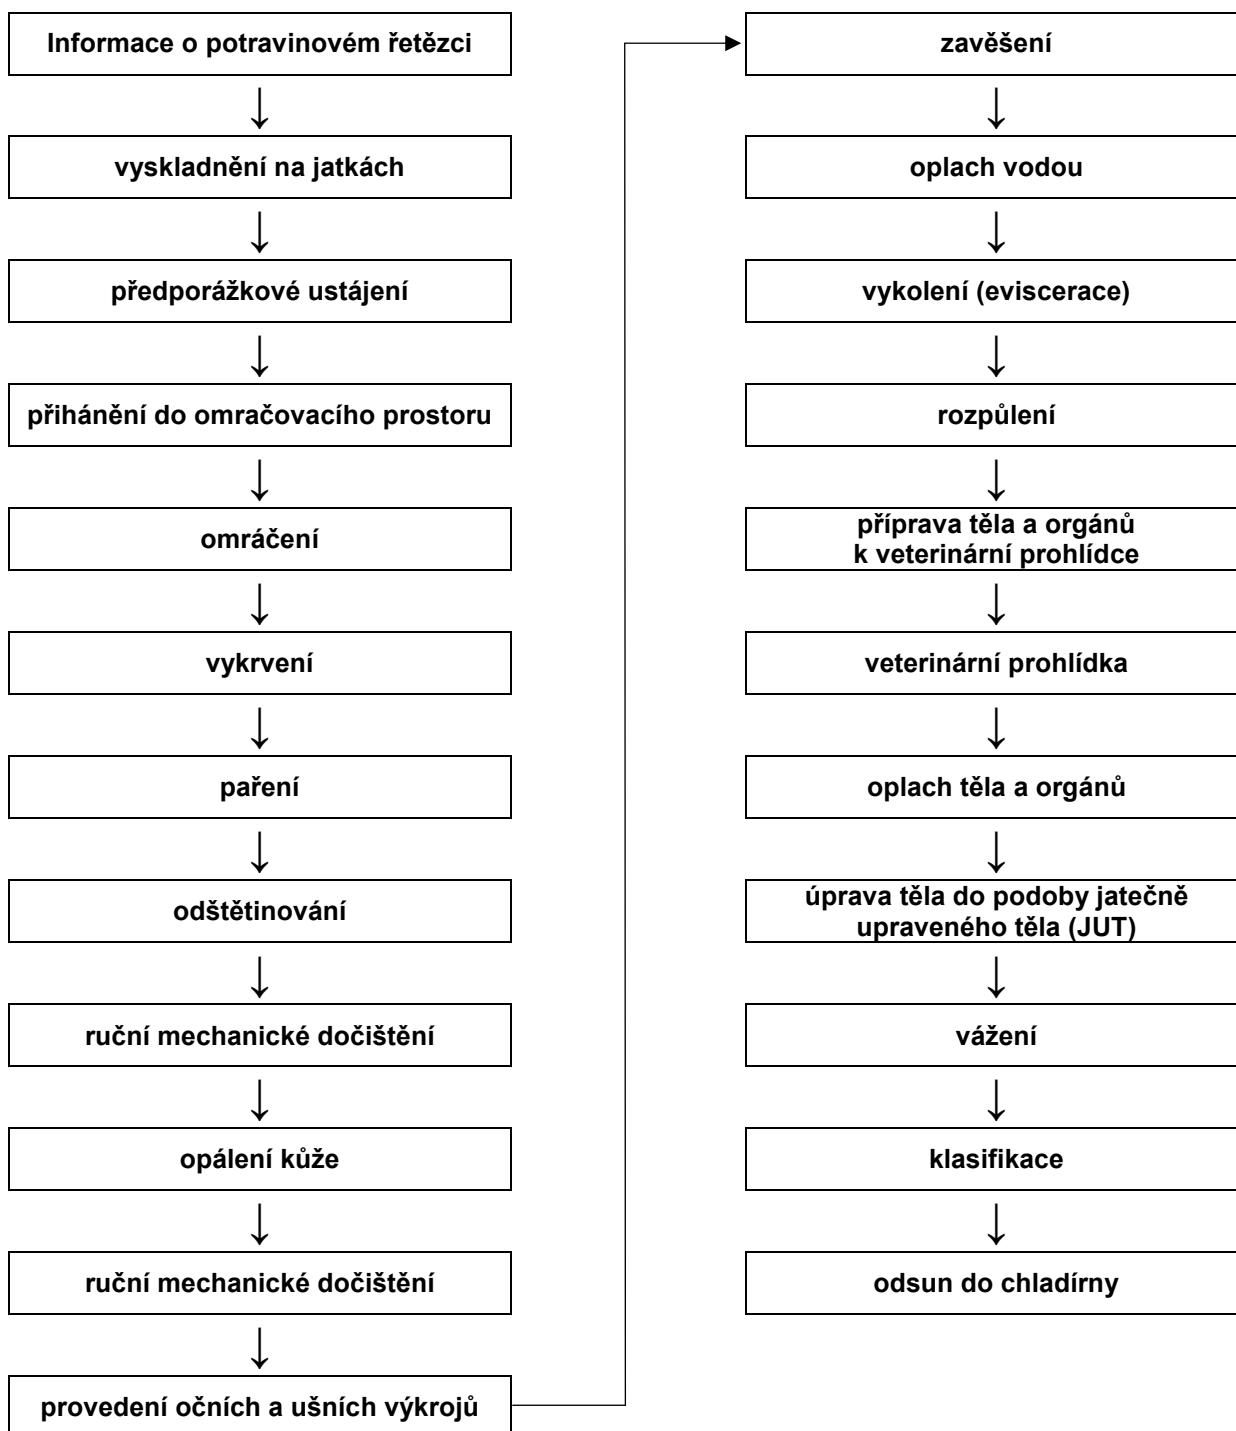 Informace o potravinovém řetězci
vyskladnění na jatkách
předporážkové ustájení
přihánění do omračovacího prostoru
omráčení
vykrvení
paření
odštětinování
ruční mechanické dočištění
opálení kůže
ruční mechanické dočištění
provedení očních a ušních výkrojů
zavěšení
oplach vodou
vykolení (eviscerace)
rozpůlení
příprava těla a orgánů
k veterinární prohlídce
veterinární prohlídka
oplach těla a orgánů
úprava těla do podoby jatečně
upraveného těla (JUT)
vážení
klasifikace
odsun do chladírny